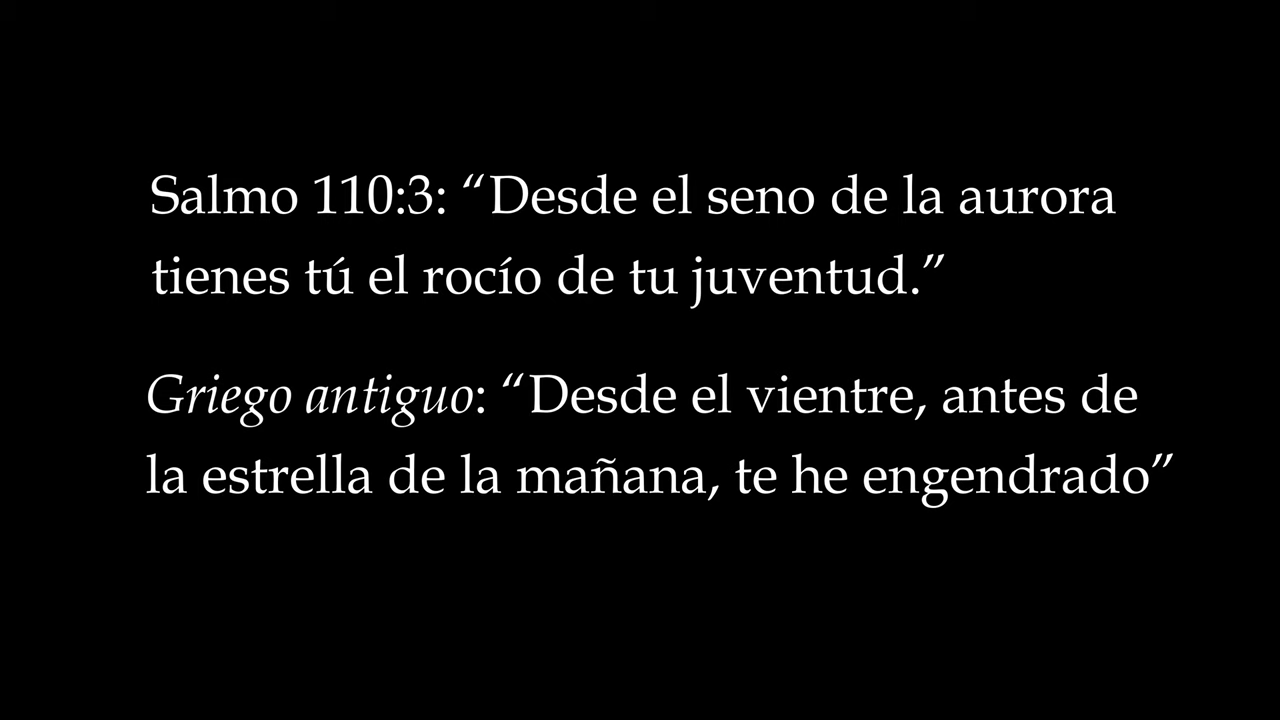 Salmo 110:3: “Desde el seno de la aurora
tienes tú el rocío de tu juventud.”
Griego antiguo: “Desde el vientre, antes de
la estrella de la mañana, te he engendrado”